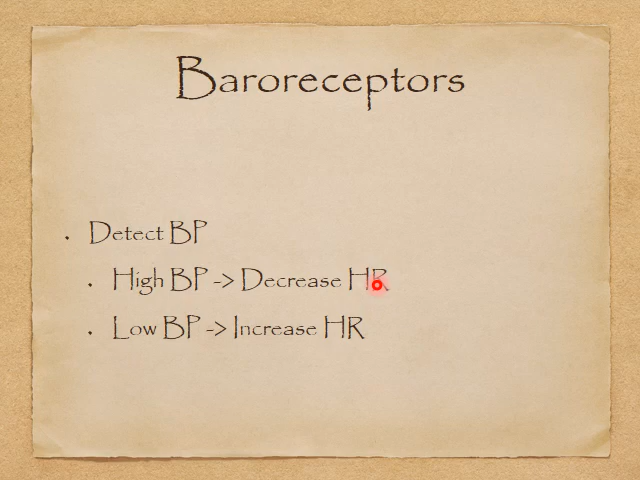 Baroreceptors
• Detect BP
• High BP -> Decrease HR
• Low BP -> Increase HR